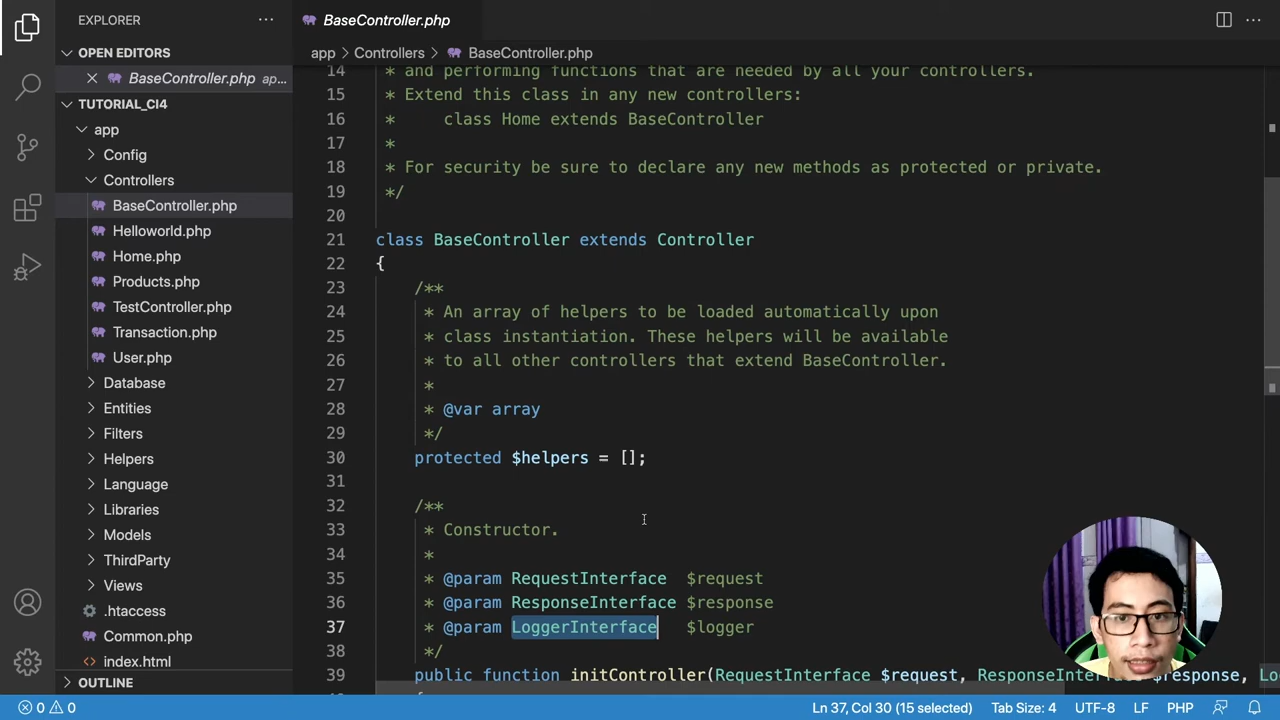 EXPLORER
OPEN EDITORS
BaseController.php ap...
TUTORIAL_CI4
app
Config
Controllers
BaseController.php
Helloworld.php
Home.php
Products.php
TestController.php
Transaction.php
User.php
Database
Entities
Filters
Helpers
Language
Libraries
Models
ThirdParty
Views
.htaccess
Common.php
index.html
OUTLINE
BaseController.php
app > Controllers > BaseController.php
14 * and performing functions that are needed by all your controllers.
15 * Extend this class in any new controllers:
16 *     class Home extends BaseController
17 *
18 * For security be sure to declare any new methods as protected or private.
19 */
20
21 class BaseController extends Controller
22 {
23 /**
24 * An array of helpers to be loaded automatically upon
25 * class instantiation. These helpers will be available
26 * to all other controllers that extend BaseController.
27 *
28 * @var array
29 */
30 protected $helpers = [];
31
32 /**
33 * Constructor.
34 *
35 * @param RequestInterface  $request
36 * @param ResponseInterface $response
37 * @param LoggerInterface   $logger
38 */
39 public function initController(RequestInterface $request, ResponseInterface $response, Lo
0 0
Ln 37, Col 30 (15 selected) Tab Size: 4 UTF-8 LF PHP